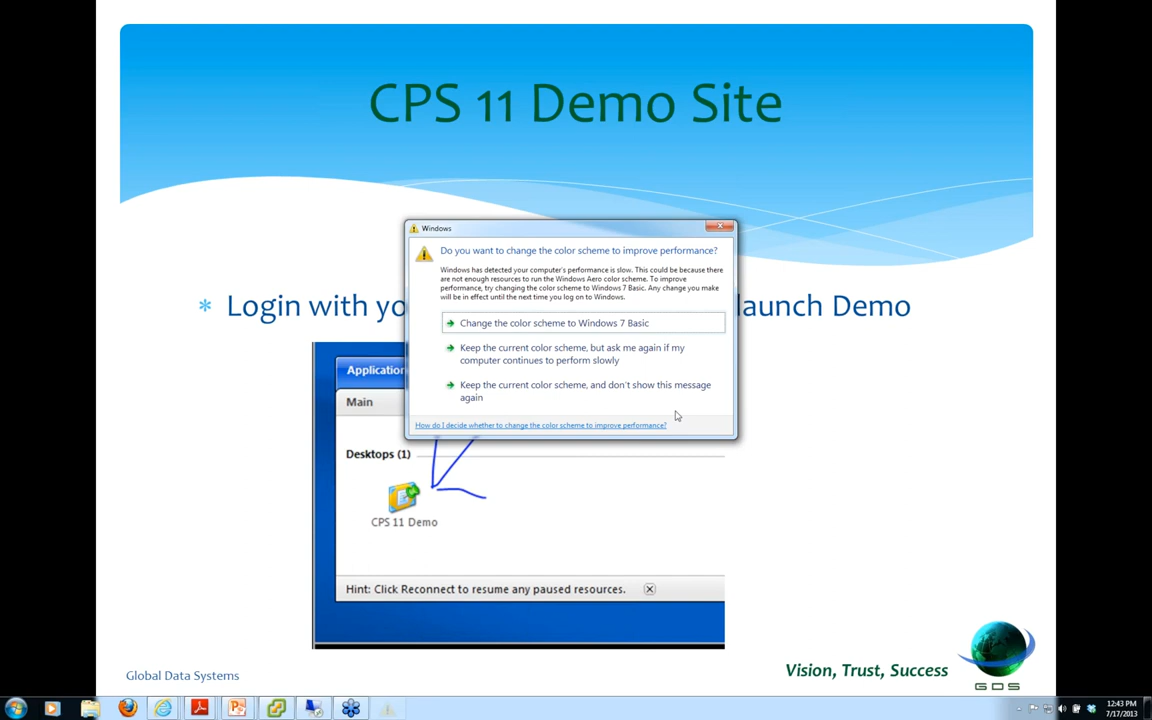 CPS 11 Demo Site
Windows
Do you want to change the color scheme to improve performance?
Windows has detected your computer's performance is slow. This could be because there
are not enough resources to run the Windows Aero color scheme. To improve
performance, try changing the color scheme to Windows 7 Basic. Any change you make
will be in effect until the next time you log on to Windows.
Login with launch Demo
Change the color scheme to Windows 7 Basic
Keep the current color scheme, but ask me again if my
computer continues to perform slowly
Keep the current color scheme, and don't show this message
again
How do I decide whether to change the color scheme to improve performance?
Main
Desktops (1)
CPS 11 Demo
Hint: Click Reconnect to resume any paused resources.
Global Data Systems
Vision, Trust, Success
GDS
12:43 PM
7/17/2013